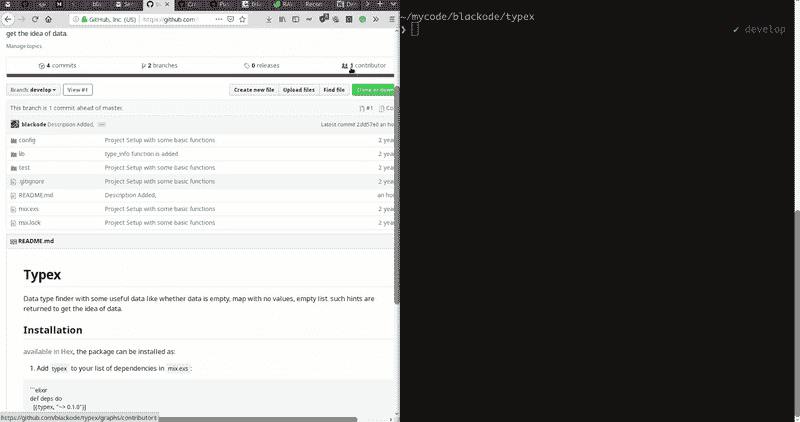 GitHub, Inc. (US)
https://github.com/
get the idea of data.
Manage topics
4 commits
2 branches
0 releases
1 contributor
Branch: develop
View #1
Create new file
Upload files
Find file
Clone or down
This branch is 1 commit ahead of master.
#1
Co
blackode Description Added,
Latest commit 2dd57e0 an ho
config
Project Setup with some basic functions
2 yea
lib
type_info function is added
2 yea
test
Project Setup with some basic functions
2 yea
.gitignore
Project Setup with some basic functions
2 yea
README.md
Description Added,
an ho
mix.exs
Project Setup with some basic functions
2 yea
mix.lock
Project Setup with some basic functions
2 yea
README.md
Typex
Data type finder with some useful data like whether data is empty, map with no values, empty list. such hints are
returned to get the idea of data.
Installation
available in Hex, the package can be installed as:
1. Add typex to your list of dependencies in mix.exs :
```elixir
def deps do
[{:typex, "~> 0.1.0"}]
https://github.com/blackode/typex/graphs/contributors
~/mycode/blackode/typex
❯
✔ develop